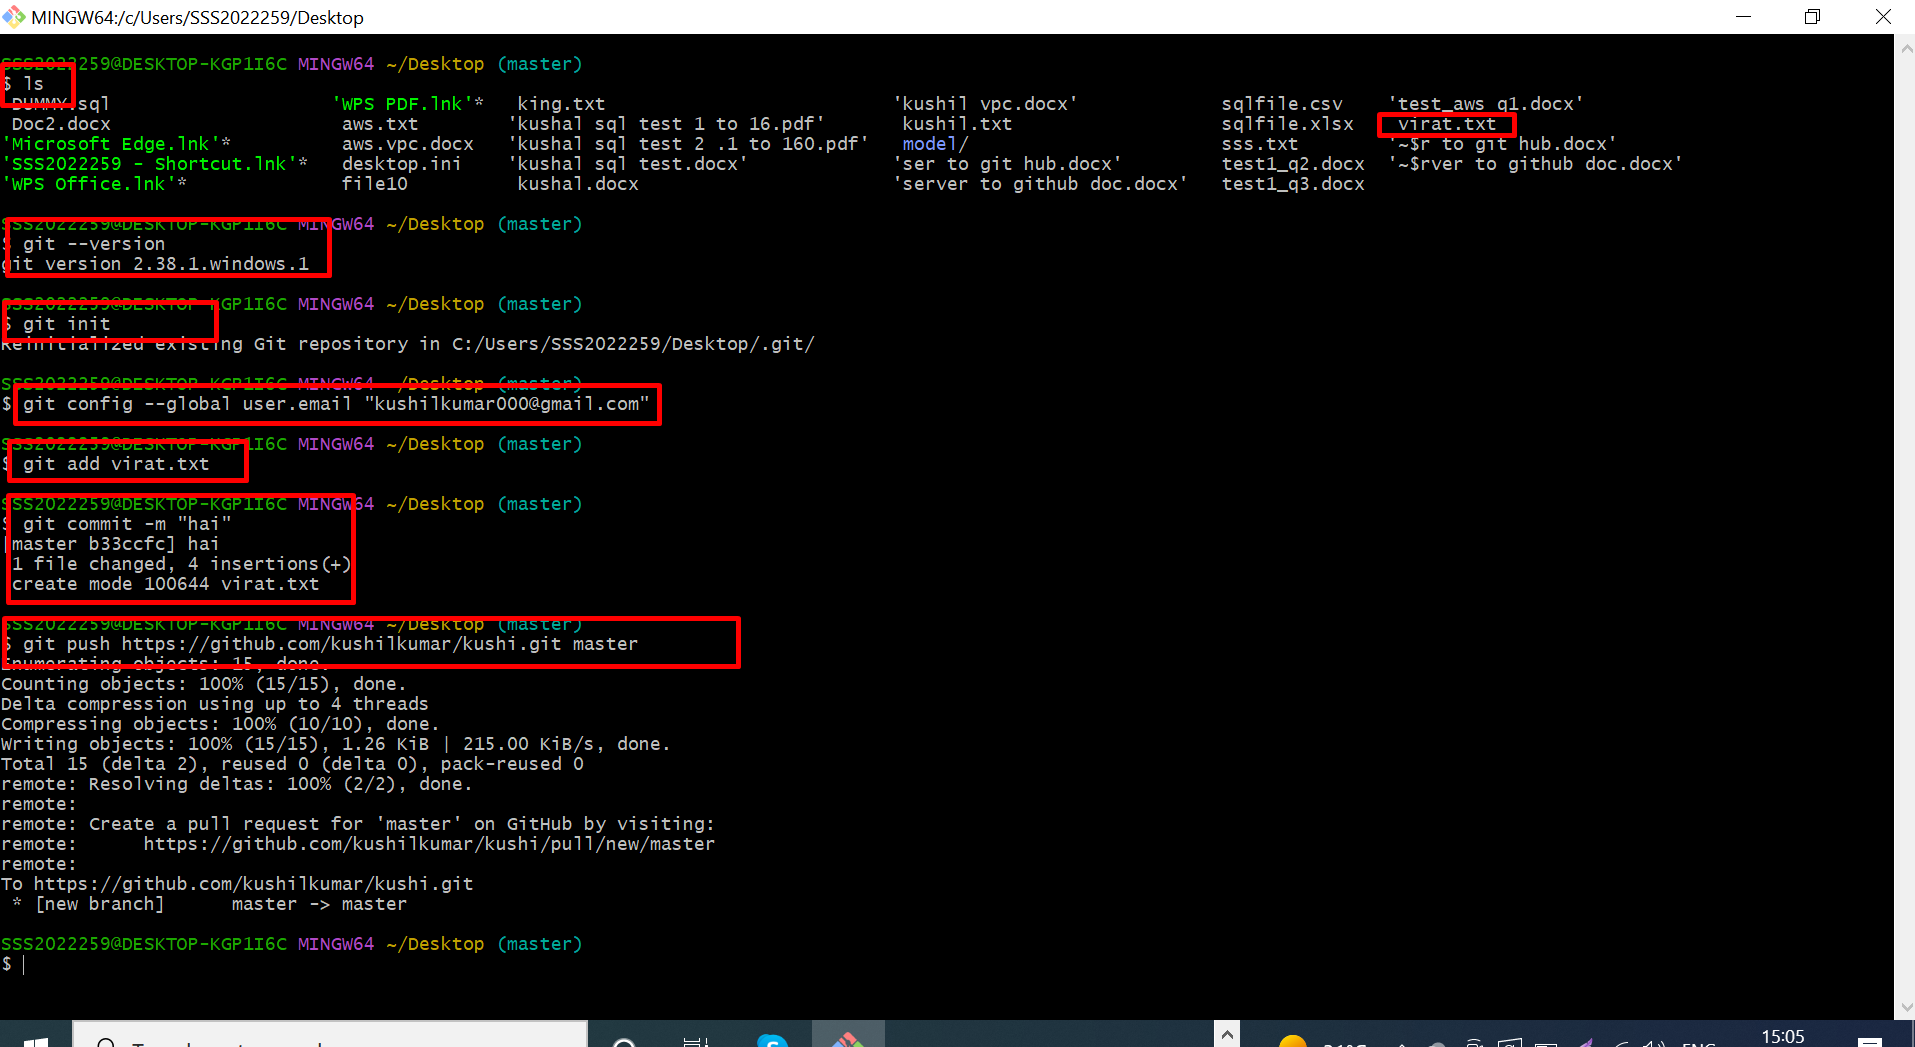 MINGW64:/c/Users/SSS2022259/Desktop
SSS2022259@DESKTOP-KGP1I6C MINGW64 ~/Desktop (master)
$ ls
DUMMY.sql 'WPS PDF.lnk'* king.txt 'kushil vpc.docx' sqlfile.csv 'test_aws q1.docx'
Doc2.docx aws.txt 'kushal sql test 1 to 16.pdf' kushil.txt sqlfile.xlsx virat.txt
'Microsoft Edge.lnk'* aws.vpc.docx 'kushal sql test 2 .1 to 160.pdf' model/ sss.txt '~$r to git hub.docx'
'SSS2022259 - Shortcut.lnk'* desktop.ini 'kushal sql test.docx' 'ser to git hub.docx' test1_q2.docx '~$rver to github doc.docx'
'WPS Office.lnk'* file10 kushal.docx 'server to github doc.docx' test1_q3.docx
SSS2022259@DESKTOP-KGP1I6C MINGW64 ~/Desktop (master)
$ git --version
git version 2.38.1.windows.1
SSS2022259@DESKTOP-KGP1I6C MINGW64 ~/Desktop (master)
$ git init
Reinitialized existing Git repository in C:/Users/SSS2022259/Desktop/.git/
SSS2022259@DESKTOP-KGP1I6C MINGW64 ~/Desktop (master)
$ git config --global user.email "kushilkumar000@gmail.com"
SSS2022259@DESKTOP-KGP1I6C MINGW64 ~/Desktop (master)
$ git add virat.txt
SSS2022259@DESKTOP-KGP1I6C MINGW64 ~/Desktop (master)
$ git commit -m "hai"
[master b33ccfc] hai
1 file changed, 4 insertions(+)
create mode 100644 virat.txt
SSS2022259@DESKTOP-KGP1I6C MINGW64 ~/Desktop (master)
$ git push https://github.com/kushilkumar/kushi.git master
Enumerating objects: 15, done.
Counting objects: 100% (15/15), done.
Delta compression using up to 4 threads
Compressing objects: 100% (10/10), done.
Writing objects: 100% (15/15), 1.26 KiB | 215.00 KiB/s, done.
Total 15 (delta 2), reused 0 (delta 0), pack-reused 0
remote: Resolving deltas: 100% (2/2), done.
remote:
remote: Create a pull request for 'master' on GitHub by visiting:
remote: https://github.com/kushilkumar/kushi/pull/new/master
remote:
To https://github.com/kushilkumar/kushi.git
* [new branch] master -> master
SSS2022259@DESKTOP-KGP1I6C MINGW64 ~/Desktop (master)
$
15:05